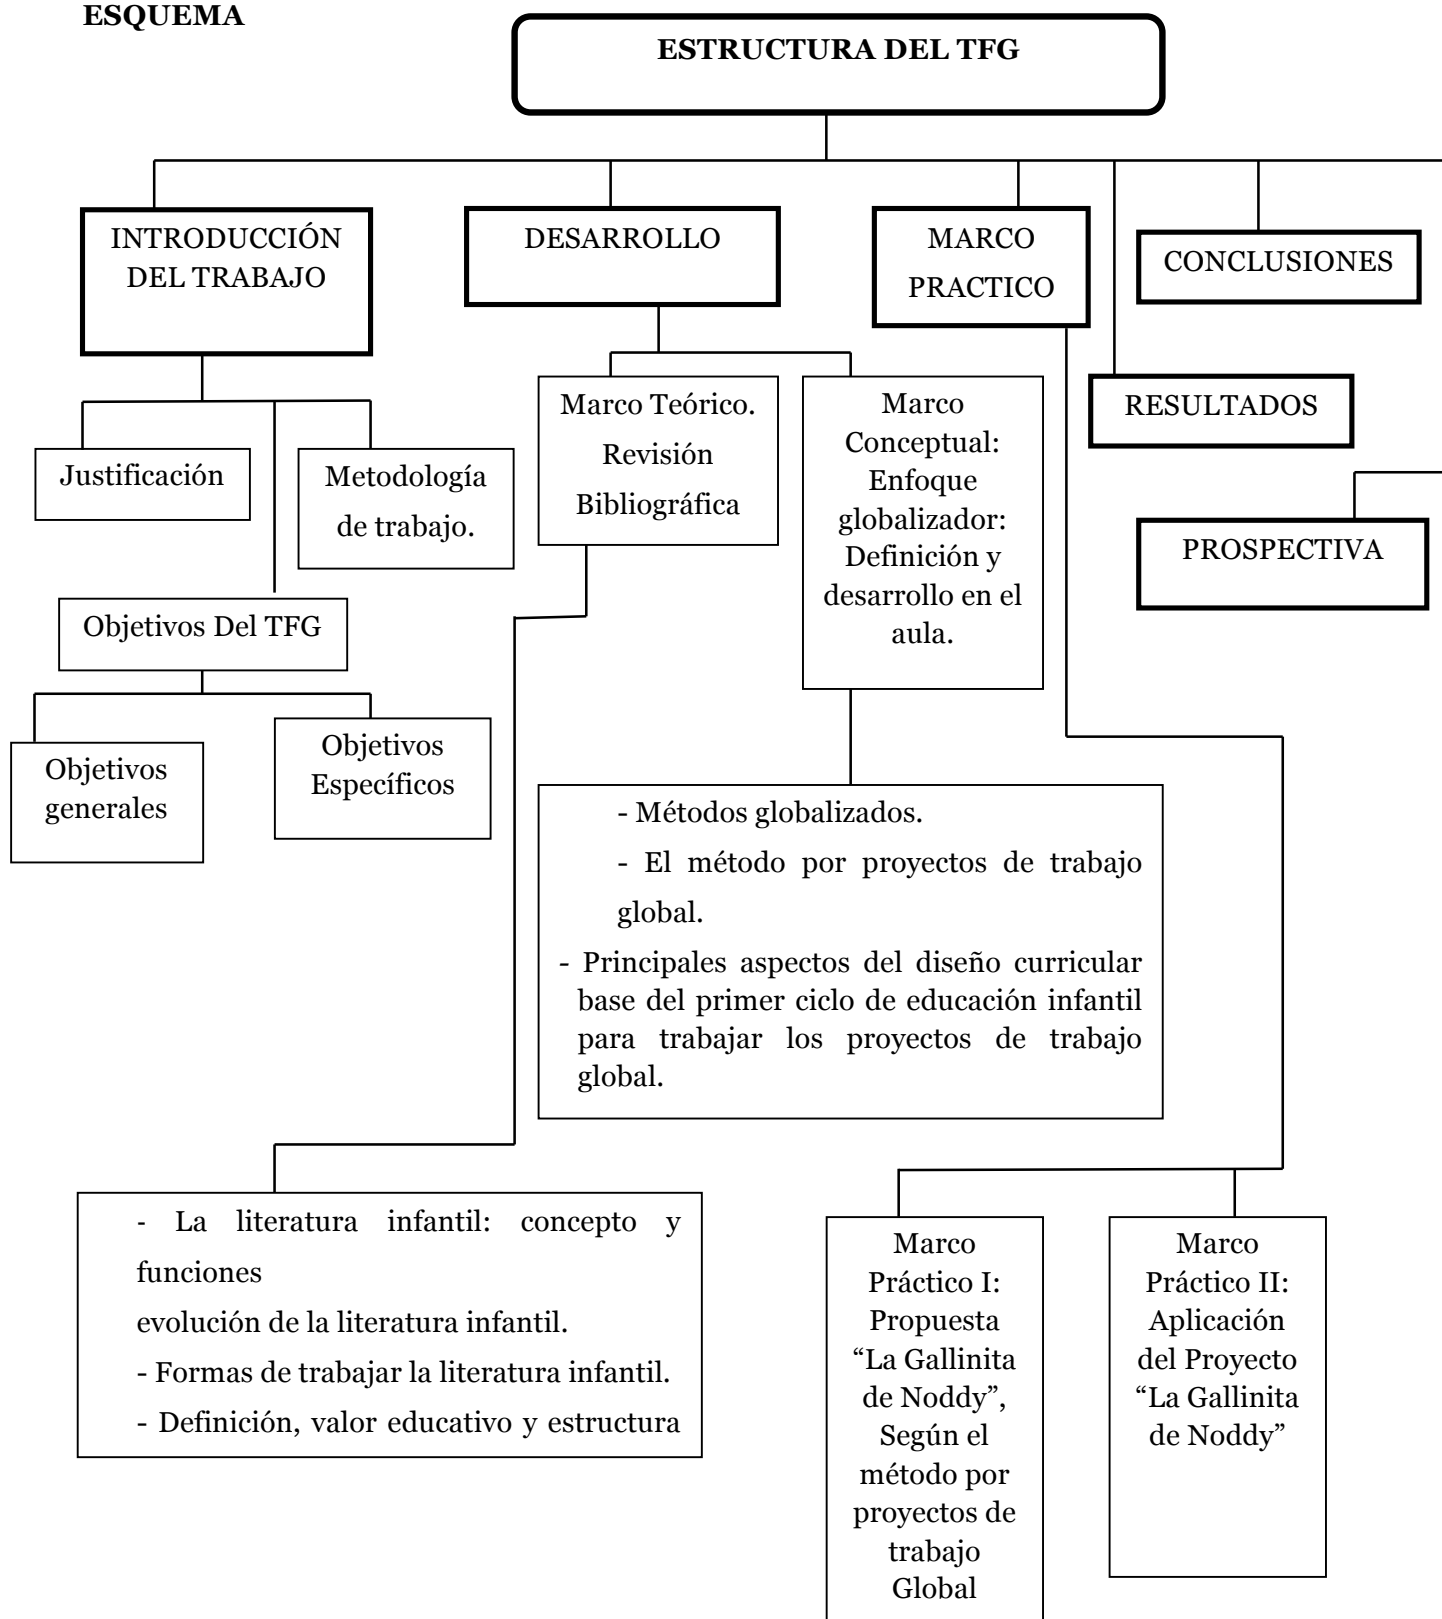 ESQUEMA
ESTRUCTURA DEL TFG
INTRODUCCIÓN
DEL TRABAJO
DESARROLLO
MARCO
PRACTICO
CONCLUSIONES
RESULTADOS
PROSPECTIVA
Justificación
Metodología
de trabajo.
Objetivos Del TFG
Objetivos
generales
Objetivos
Específicos
Marco Teórico.
Revisión
Bibliográfica
Marco
Conceptual:
Enfoque
globalizador:
Definición y
desarrollo en el
aula.
- Métodos globalizados.
- El método por proyectos de trabajo
global.
- Principales aspectos del diseño curricular
base del primer ciclo de educación infantil
para trabajar los proyectos de trabajo
global.
- La literatura infantil: concepto y
funciones
evolución de la literatura infantil.
- Formas de trabajar la literatura infantil.
- Definición, valor educativo y estructura
Marco
Práctico I:
Propuesta
“La Gallinita
de Noddy”,
Según el
método por
proyectos de
trabajo
Global
Marco
Práctico II:
Aplicación
del Proyecto
“La Gallinita
de Noddy”